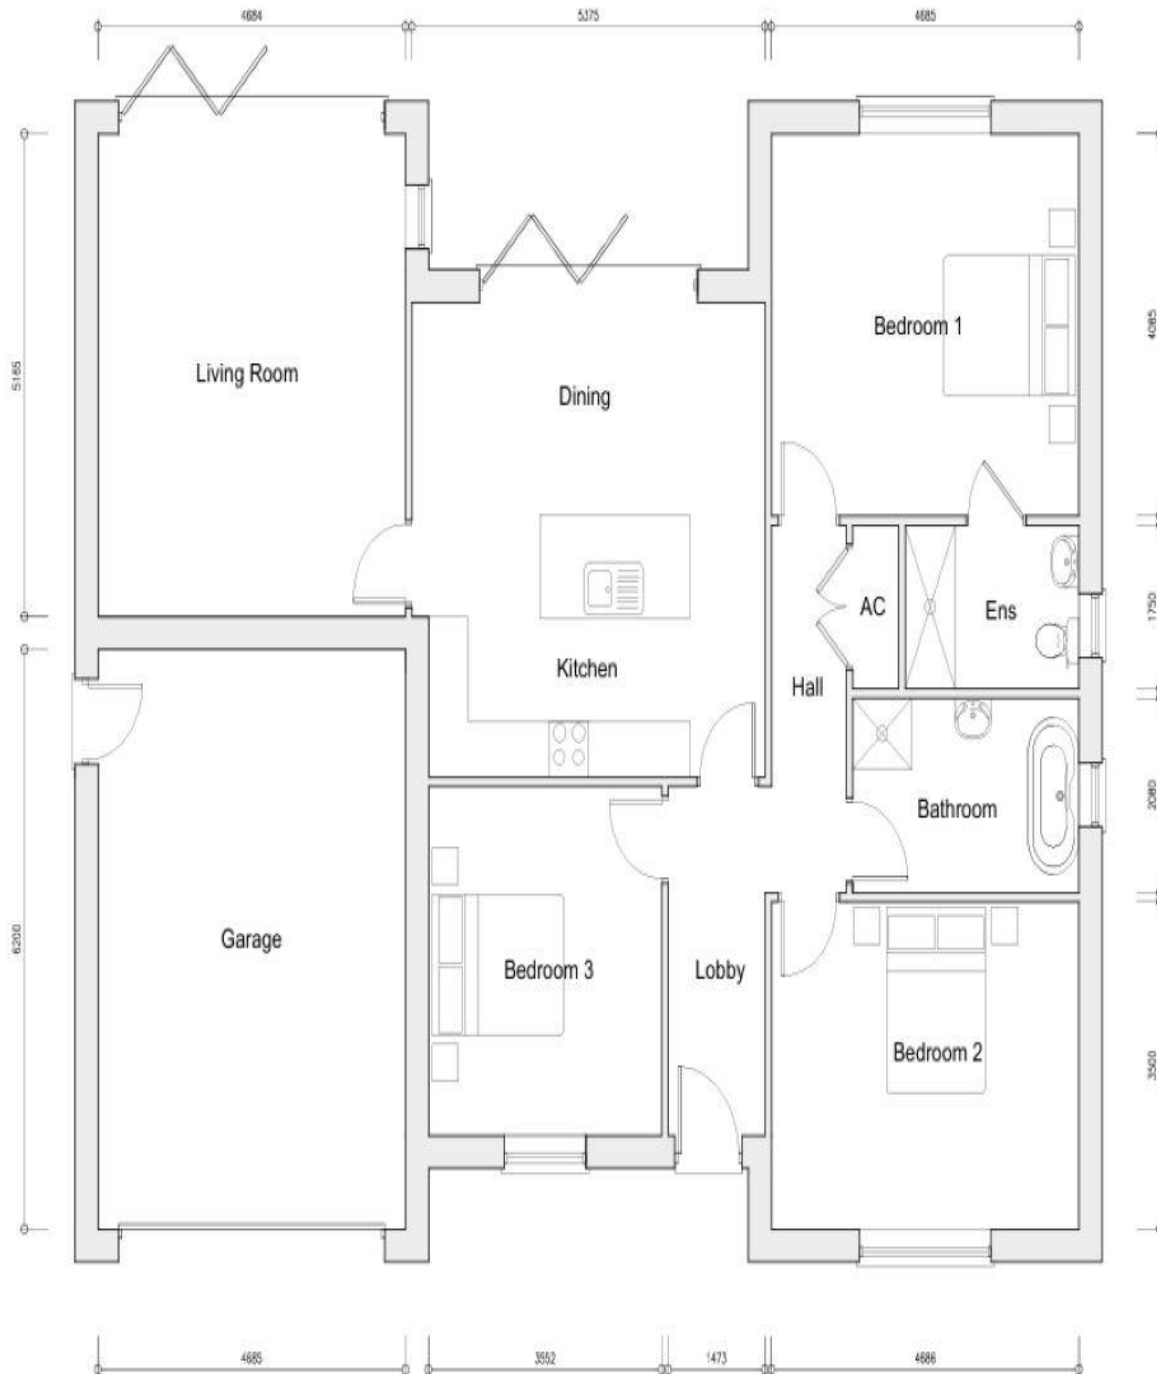 4684
5375
4685
Living Room
Dining
Bedroom 1
5165
4085
Kitchen
Hall
AC
Ens
1750
Bathroom
2080
Garage
Bedroom 3
Lobby
Bedroom 2
6200
3500
4685
3552
1473
4686